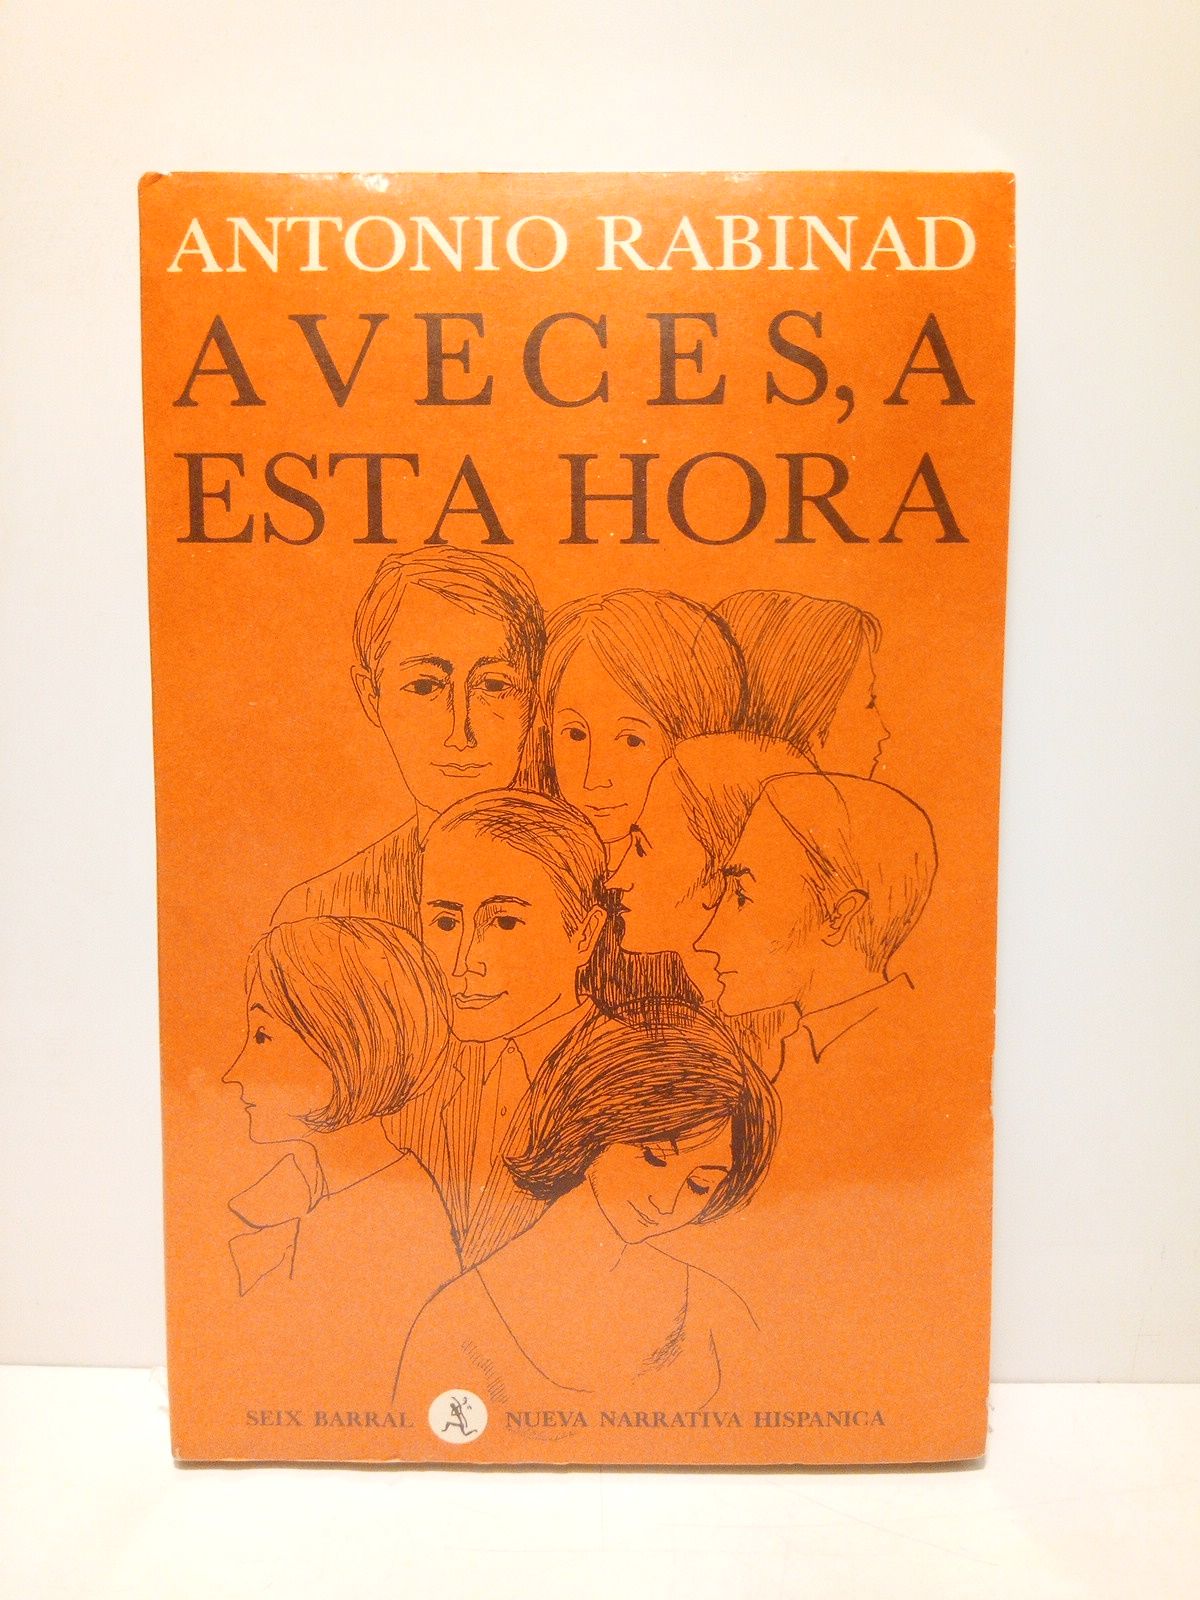 ANTONIO RABINAD
A VECES, A
ESTA HORA
SEIX BARRAL NUEVA NARRATIVA HISPANICA